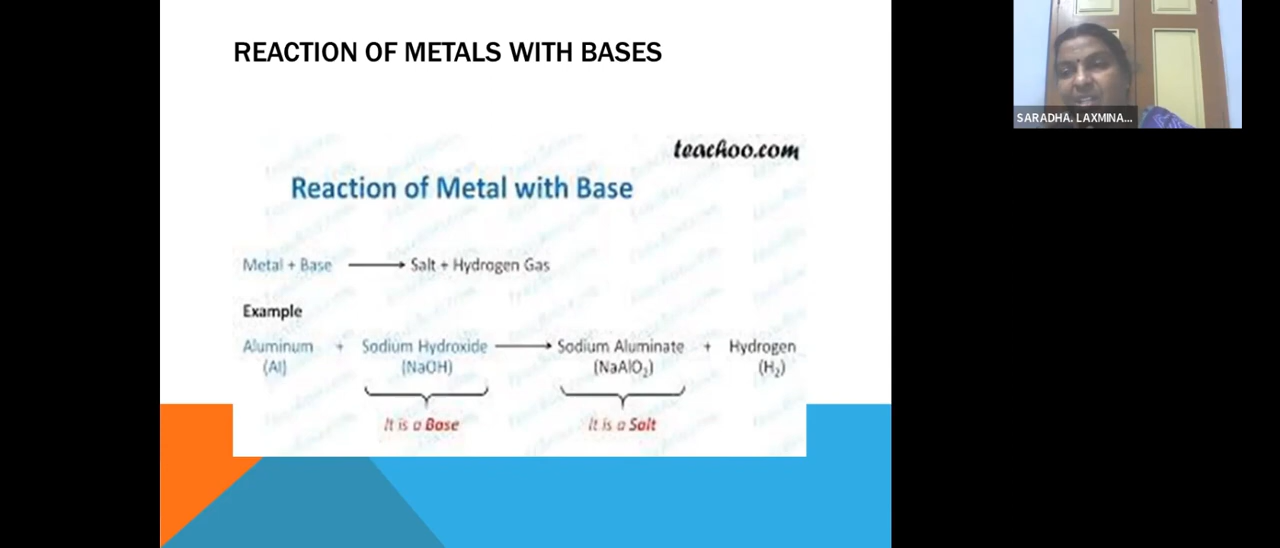 REACTION OF METALS WITH BASES
SARADHA. LAXMINA...
teachoo.com
Reaction of Metal with Base
Metal + Base ⟶ Salt + Hydrogen Gas
Example
Aluminum + Sodium Hydroxide ⟶ Sodium Aluminate + Hydrogen
(Al) (NaOH) (NaAlO₂) (H₂)
It is a Base It is a Salt